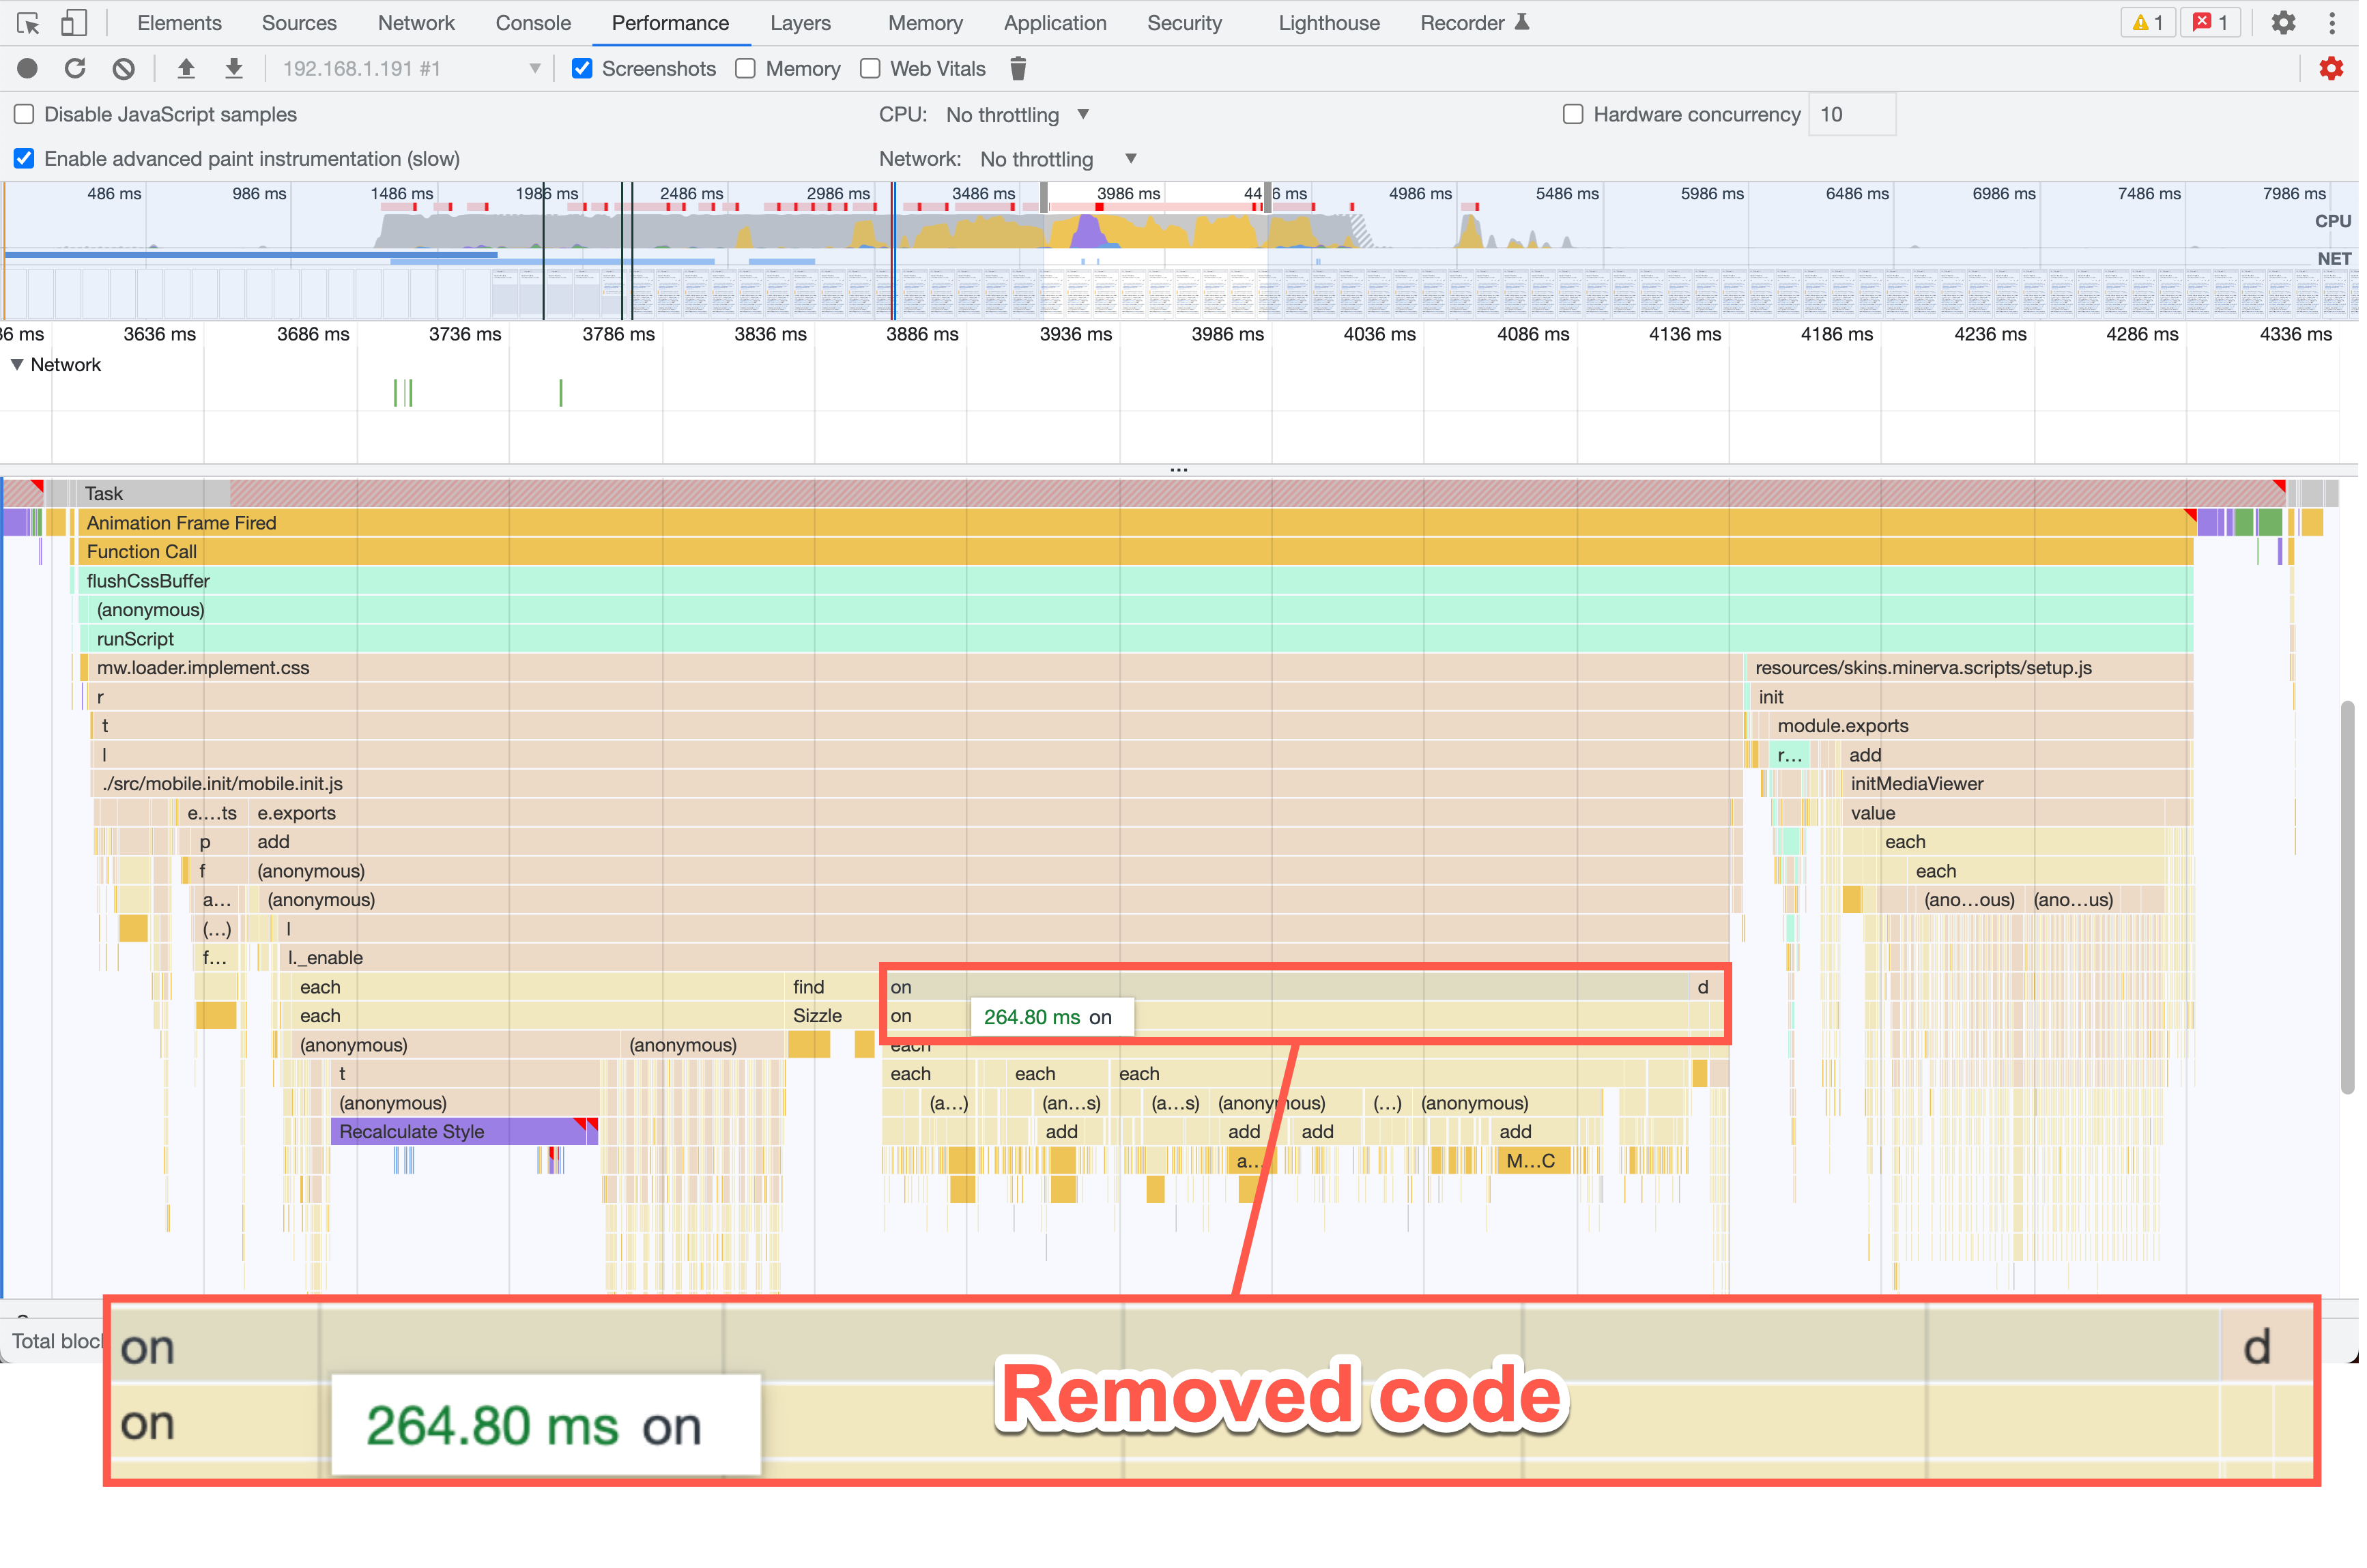 Elements Sources Network Console Performance Layers Memory Application Security Lighthouse Recorder 1 1
192.168.1.191 #1 Screenshots Memory Web Vitals
Disable JavaScript samples CPU: No throttling Hardware concurrency 10
Enable advanced paint instrumentation (slow) Network: No throttling
486 ms 986 ms 1486 ms 1986 ms 2486 ms 2986 ms 3486 ms 3986 ms 44 6 ms 4986 ms 5486 ms 5986 ms 6486 ms 6986 ms 7486 ms 7986 ms
CPU
NET
36 ms 3636 ms 3686 ms 3736 ms 3786 ms 3836 ms 3886 ms 3936 ms 3986 ms 4036 ms 4086 ms 4136 ms 4186 ms 4236 ms 4286 ms 4336 ms
Network
...
Task
Animation Frame Fired
Function Call
flushCssBuffer
(anonymous)
runScript
mw.loader.implement.css resources/skins.minerva.scripts/setup.js
r init
t module.exports
l r... add
./src/mobile.init/mobile.init.js initMediaViewer
e....ts e.exports value
p add each
f (anonymous) each
a... (anonymous) (ano...ous) (ano...us)
(...) l
f... l._enable
each find on d
each Sizzle on 264.80 ms on
(anonymous) (anonymous) each
t each each each
(anonymous) (a...) (an...s) (a...s) (anonymous) (...) (anonymous)
Recalculate Style add add add add
a... M...C
Total bloc
on d
on 264.80 ms on
Removed code